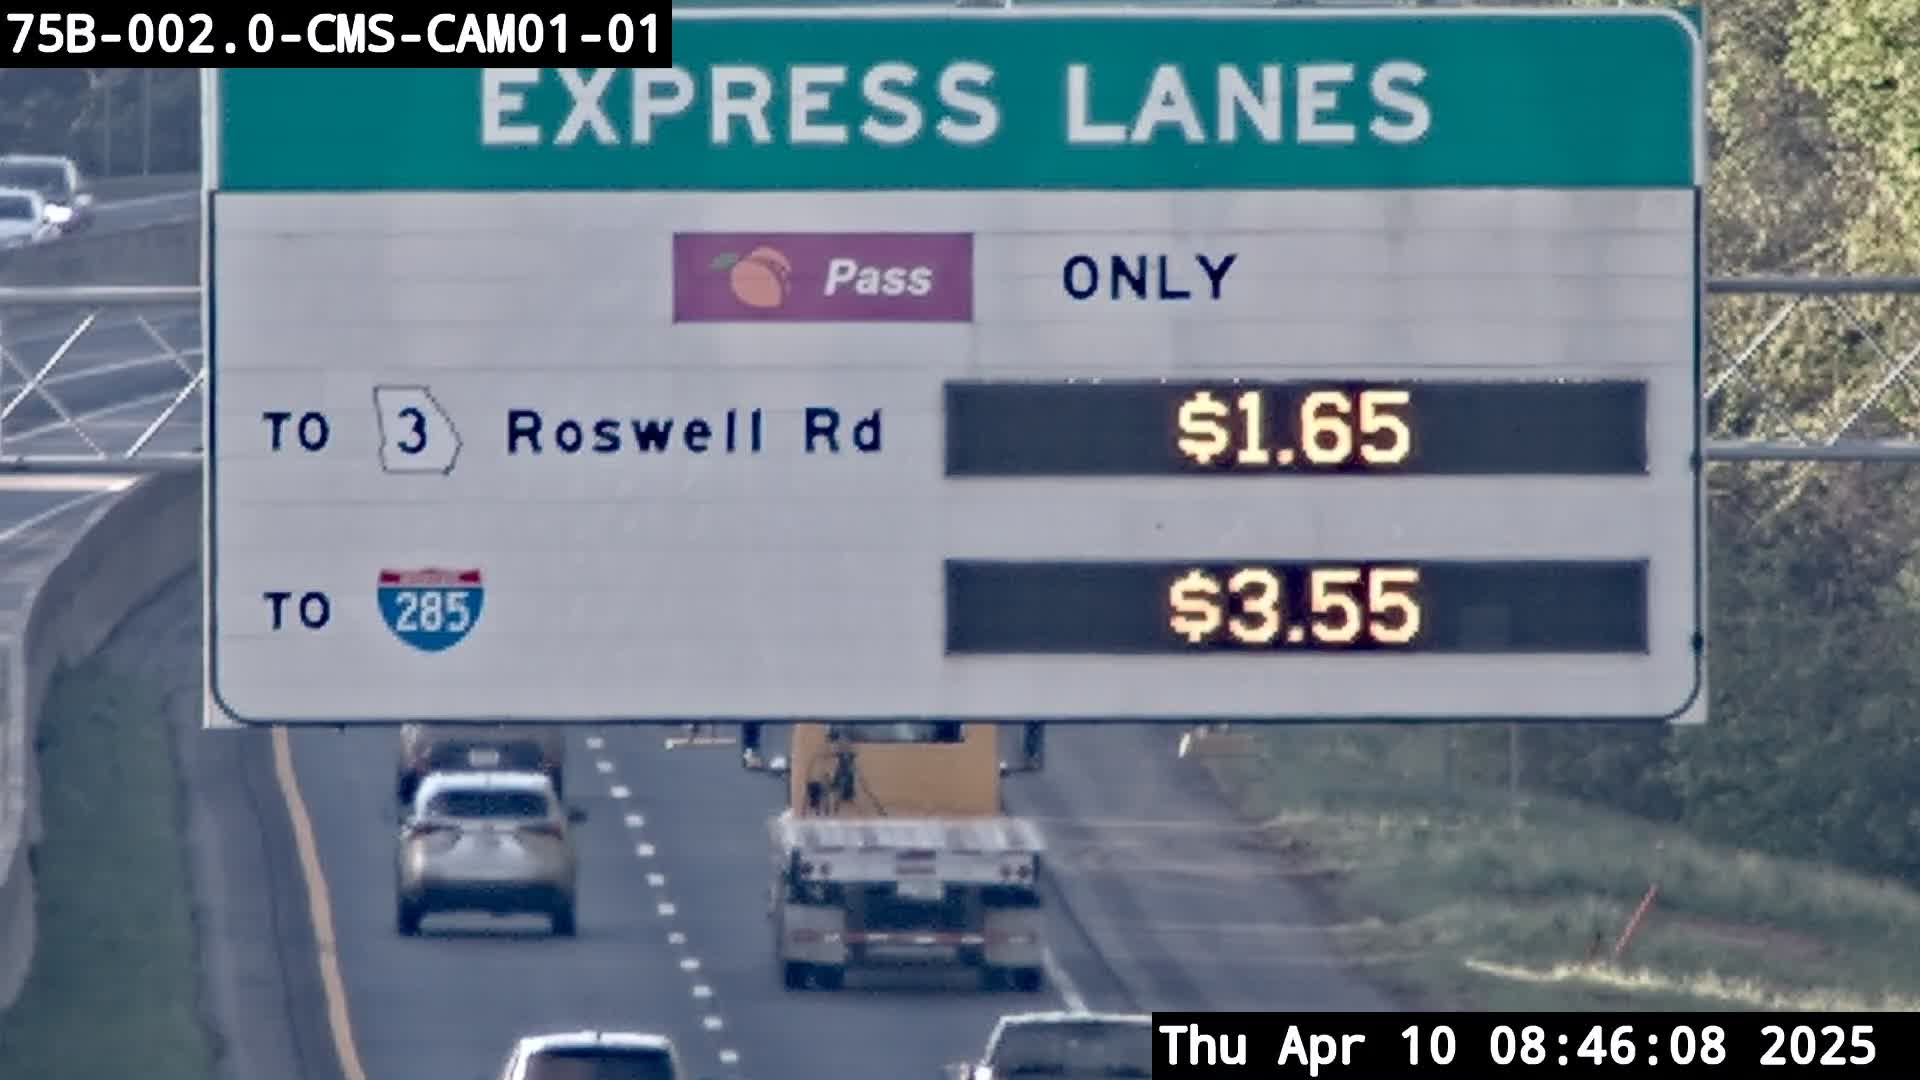 75B-002.0-CMS-CAM01-01
EXPRESS LANES
Pass ONLY
TO 3 Roswell Rd $1.65
TO 285 $3.55
Thu Apr 10 08:46:08 2025